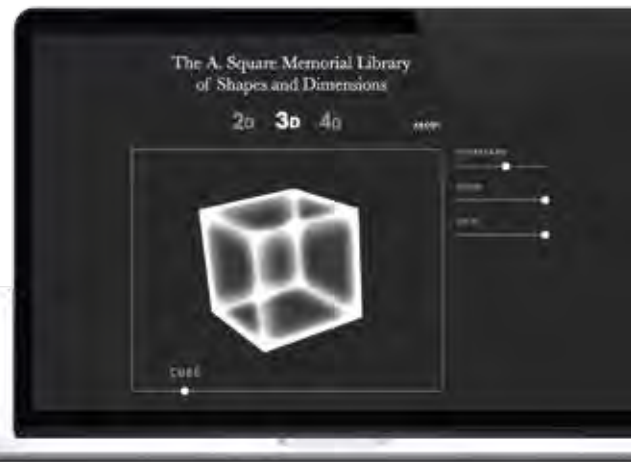 The A. Square Memorial Library
of Shapes and Dimensions
2D 3D 4D
CUBE